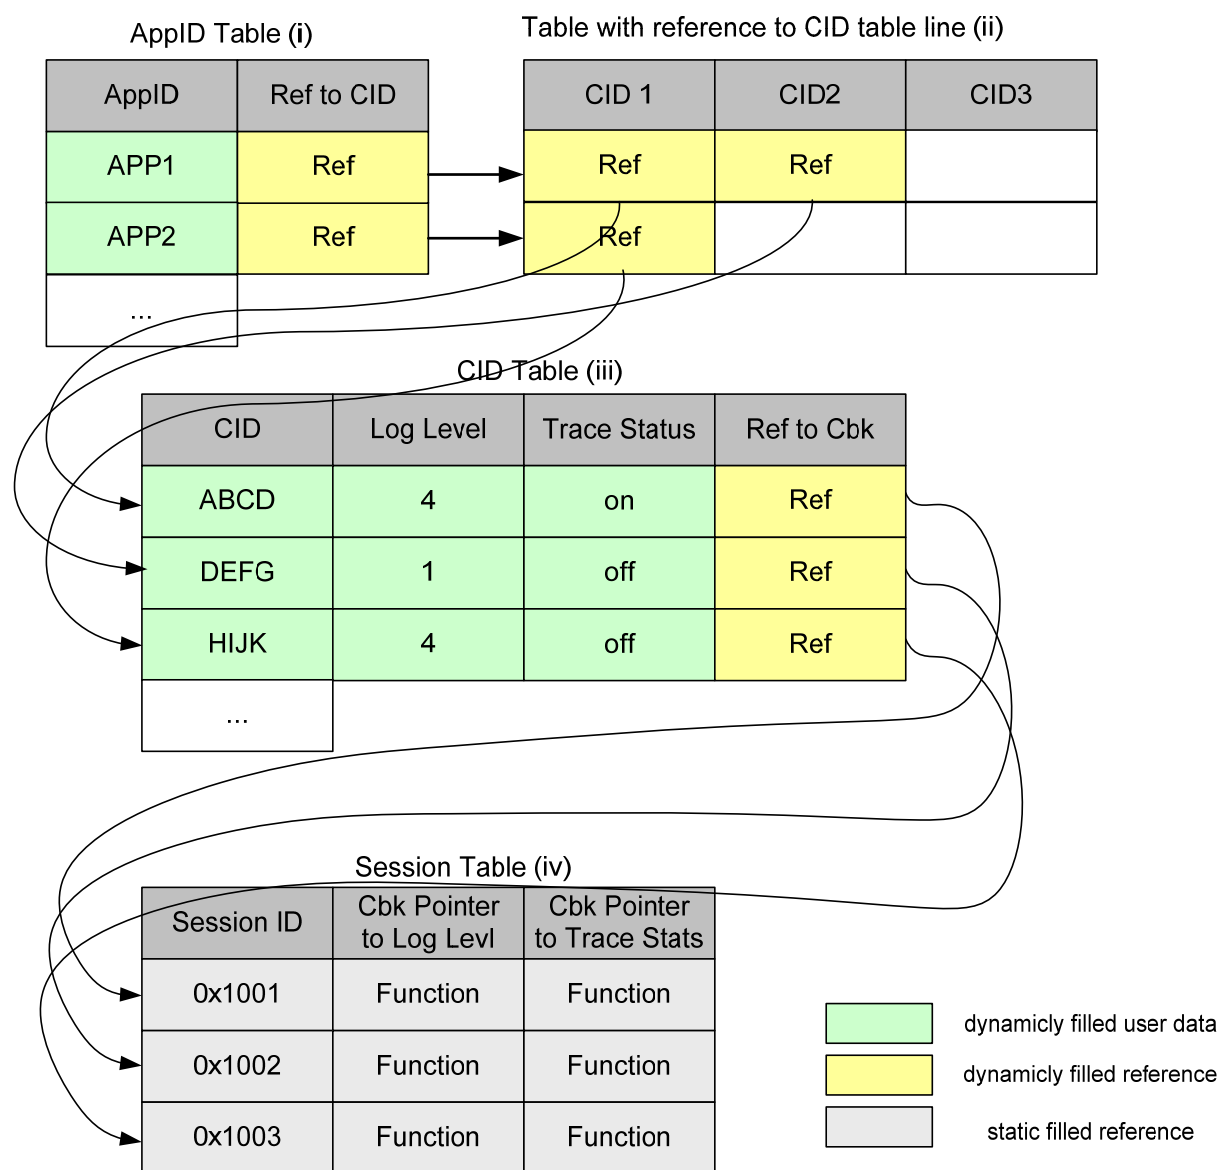 AppID Table (i)
Table with reference to CID table line (ii)
AppID Ref to CID
CID 1 CID2 CID3
APP1 Ref
Ref Ref
APP2 Ref
Ref
...
CID Table (iii)
CID Log Level Trace Status Ref to Cbk
ABCD 4 on Ref
DEFG 1 off Ref
HIJK 4 off Ref
...
Session Table (iv)
Session ID
Cbk Pointer
to Log Levl
Cbk Pointer
to Trace Stats
0x1001 Function Function
0x1002 Function Function
0x1003 Function Function
dynamicly filled user data
dynamicly filled reference
static filled reference